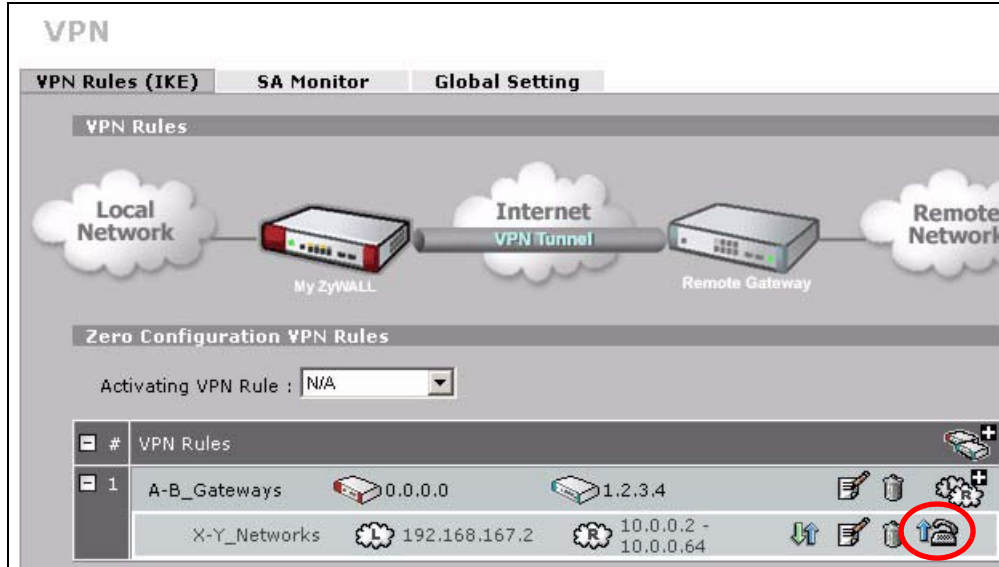 VPN
VPN Rules (IKE) SA Monitor Global Setting
VPN Rules
Local
Network
Internet
VPN Tunnel
Remote
Network
My ZyWALL
Remote Gateway
Zero Configuration VPN Rules
Activating VPN Rule : N/A
# VPN Rules
1 A-B_Gateways 0.0.0.0 1.2.3.4
X-Y_Networks L 192.168.167.2 R 10.0.0.2 -
10.0.0.64